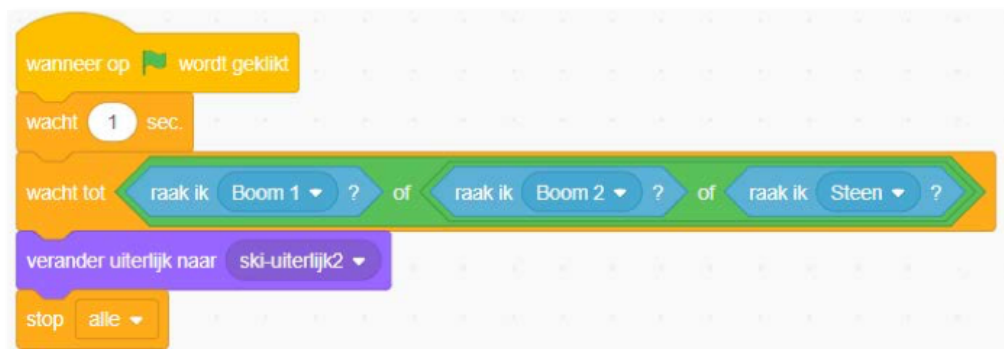 wanneer op wordt geklikt
wacht 1 sec.
wacht tot raak ik Boom 1 ? of raak ik Boom 2 ? of raak ik Steen ?
verander uiterlijk naar ski-uiterlijk2
stop alle